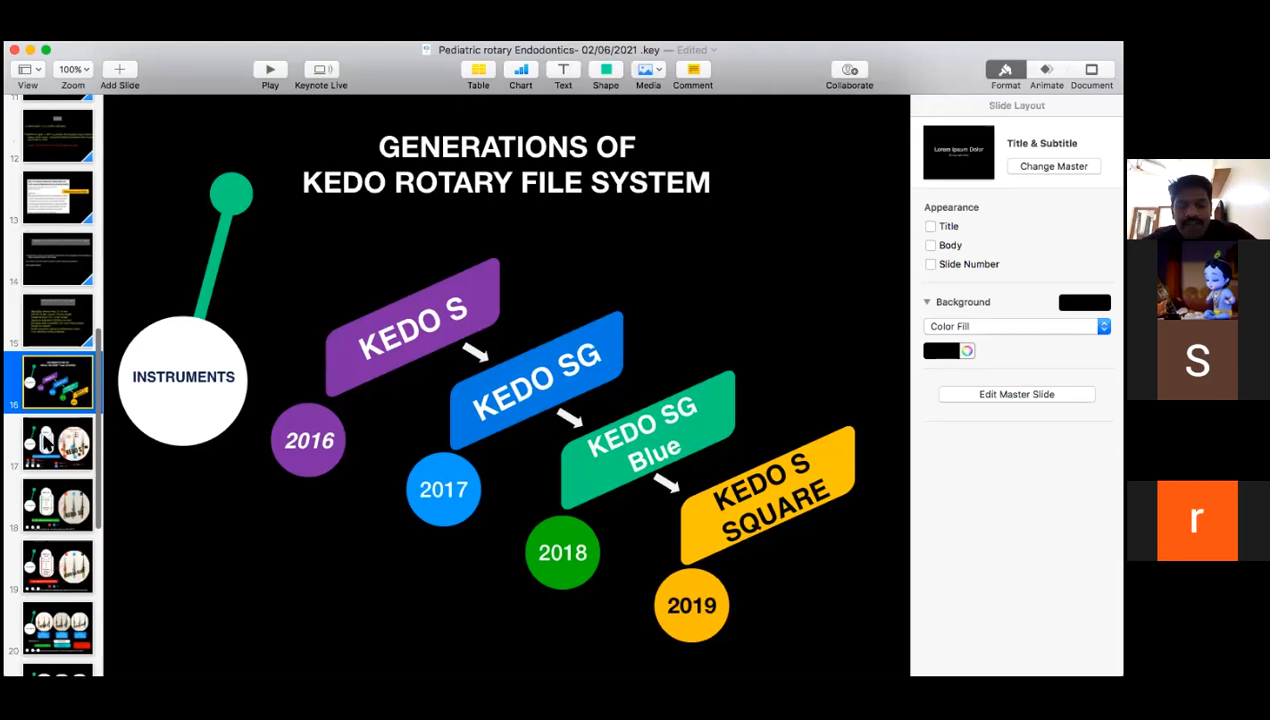 Pediatric rotary Endodontics- 02/06/2021 .key — Edited
100%
View
Zoom
Add Slide
Play
Keynote Live
Table
Chart
Text
Shape
Media
Comment
Collaborate
Format
Animate
Document
12
13
14
15
16
17
18
19
20
GENERATIONS OF
KEDO ROTARY FILE SYSTEM
INSTRUMENTS
KEDO S
2016
KEDO SG
2017
KEDO SG
Blue
2018
KEDO S
SQUARE
2019
Slide Layout
Lorem Ipsum Dolor
Title & Subtitle
Change Master
Appearance
Title
Body
Slide Number
Background
Color Fill
Edit Master Slide
S
r